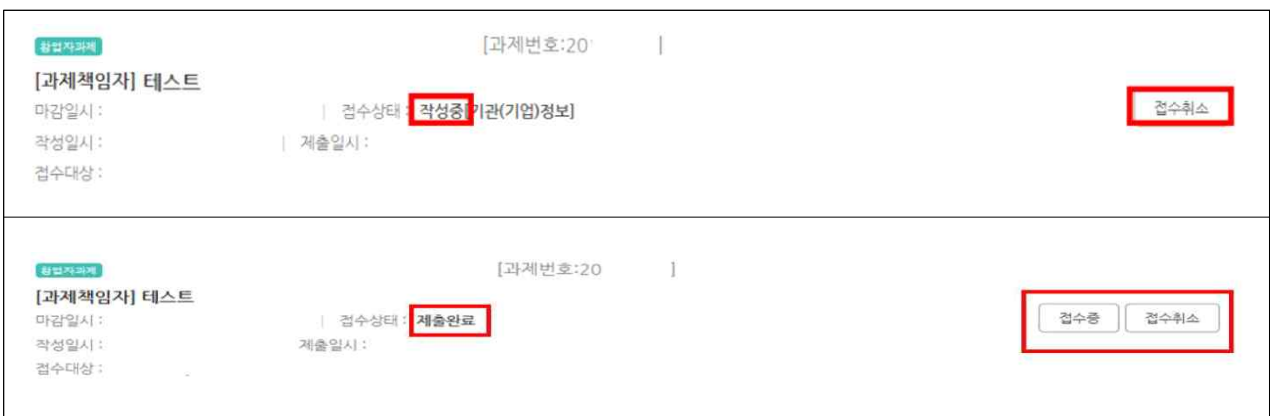 창업자과제
[과제번호:20 |
[과제책임자] 테스트
마감일시 : | 접수상태 : 작성중[기관(기업)정보]
접수취소
작성일시 : | 제출일시 :
접수대상 :
창업자과제
[과제번호:20 ]
[과제책임자] 테스트
마감일시 : | 접수상태 : 제출완료
접수증 접수취소
작성일시 : 제출일시 :
접수대상 :